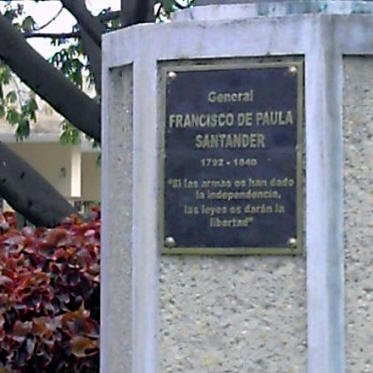 General
FRANCISCO DE PAULA
SANTANDER
1792 - 1840
"Si las armas os han dado
la independencia,
las leyes os darán la
libertad"